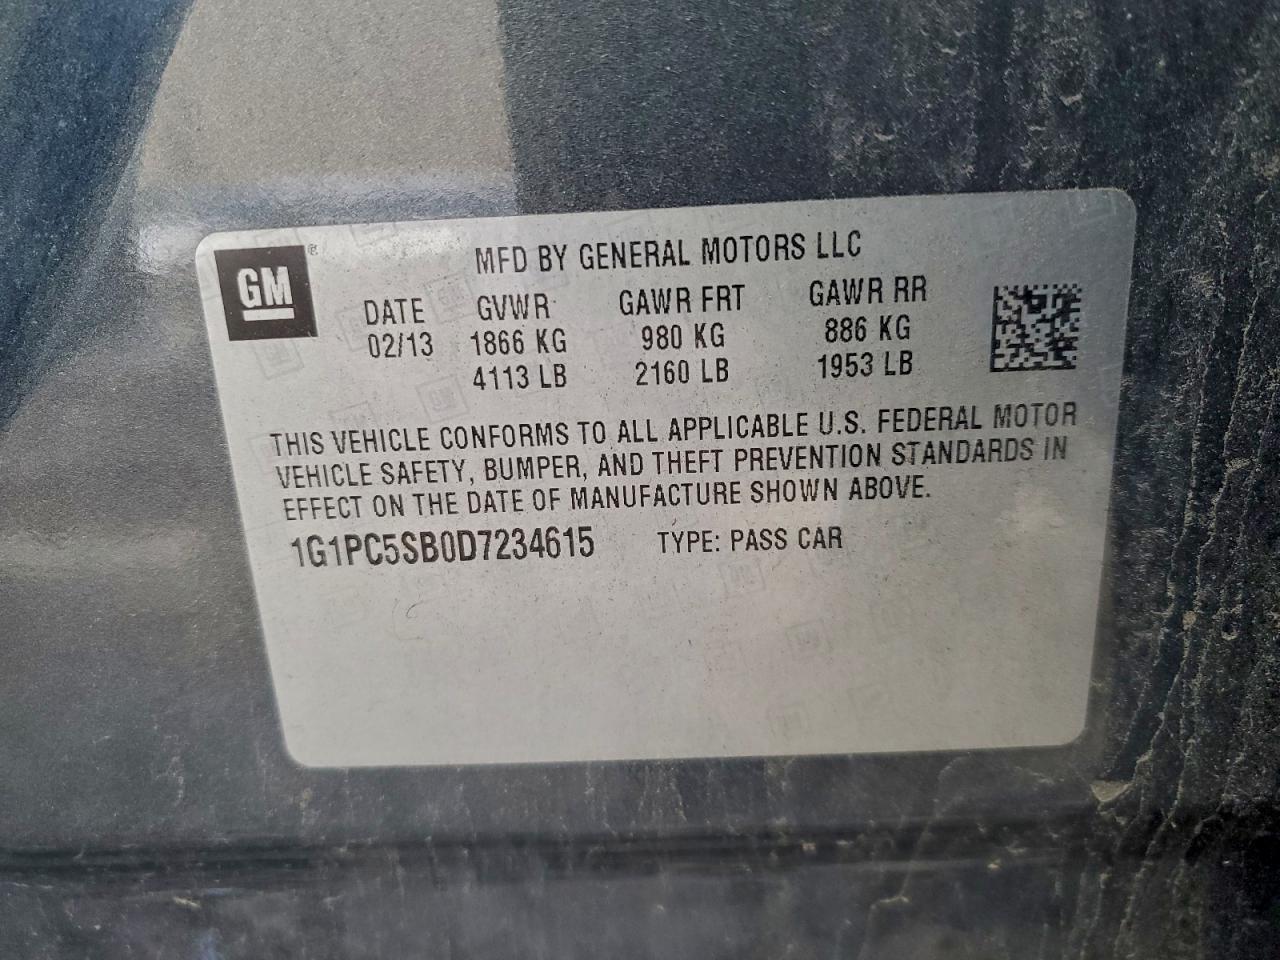 GM ®
MFD BY GENERAL MOTORS LLC
DATE GVWR GAWR FRT GAWR RR
02/13 1866 KG 980 KG 886 KG
4113 LB 2160 LB 1953 LB
THIS VEHICLE CONFORMS TO ALL APPLICABLE U.S. FEDERAL MOTOR
VEHICLE SAFETY, BUMPER, AND THEFT PREVENTION STANDARDS IN
EFFECT ON THE DATE OF MANUFACTURE SHOWN ABOVE.
1G1PC5SB0D7234615 TYPE: PASS CAR